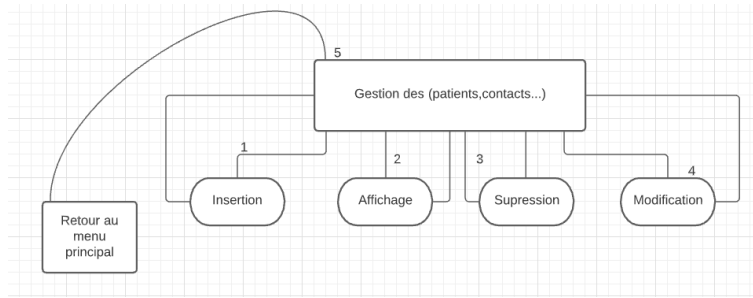 5
Gestion des (patients,contacts...)
1
2
3
4
Insertion
Affichage
Supression
Modification
Retour au
menu
principal